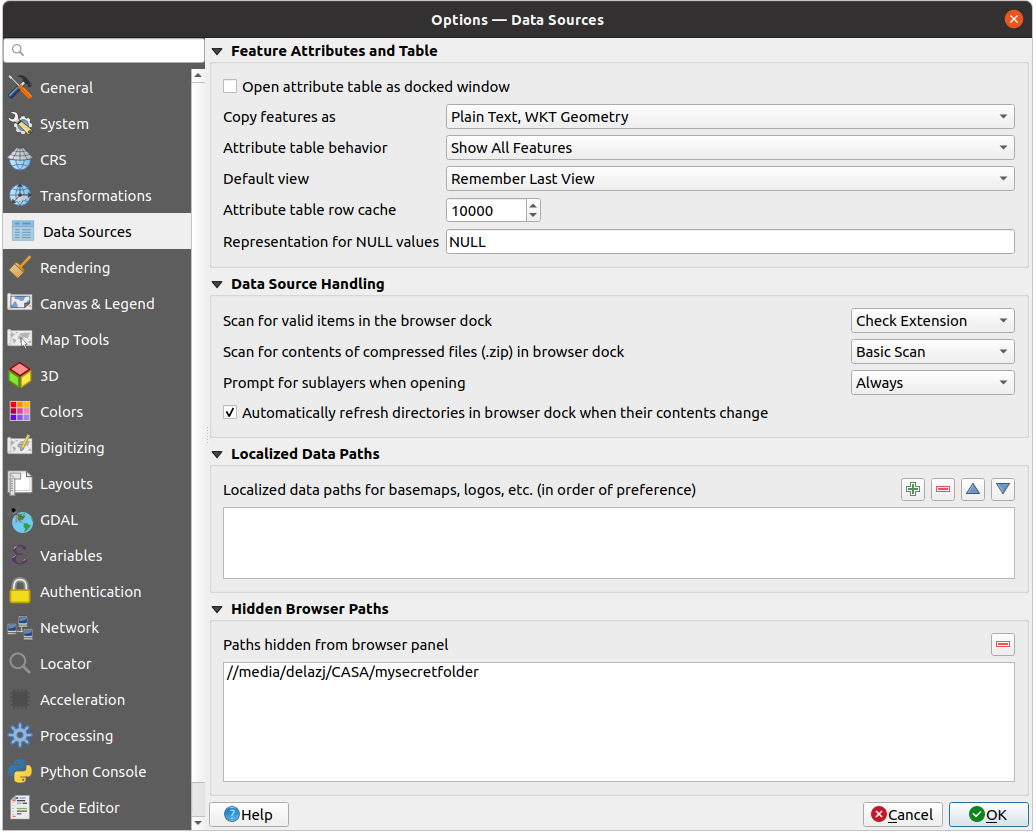 Options — Data Sources
General
System
CRS
Transformations
Data Sources
Rendering
Canvas & Legend
Map Tools
3D
Colors
Digitizing
Layouts
GDAL
Variables
Authentication
Network
Locator
Acceleration
Processing
Python Console
Code Editor
Feature Attributes and Table
Open attribute table as docked window
Copy features as Plain Text, WKT Geometry
Attribute table behavior Show All Features
Default view Remember Last View
Attribute table row cache 10000
Representation for NULL values NULL
Data Source Handling
Scan for valid items in the browser dock Check Extension
Scan for contents of compressed files (.zip) in browser dock Basic Scan
Prompt for sublayers when opening Always
Automatically refresh directories in browser dock when their contents change
Localized Data Paths
Localized data paths for basemaps, logos, etc. (in order of preference)
Hidden Browser Paths
Paths hidden from browser panel
//media/delazj/CASA/mysecretfolder
Help Cancel OK